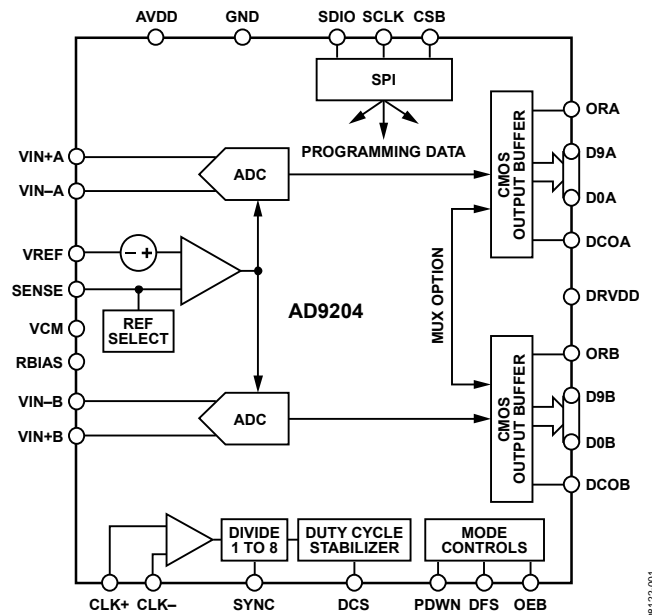 AVDD GND SDIO SCLK CSB
SPI
PROGRAMMING DATA
VIN+A
VIN–A
ADC
VREF
– +
SENSE
REF
SELECT
VCM
RBIAS
AD9204
VIN–B
VIN+B
ADC
MUX OPTION
CMOS
OUTPUT BUFFER
ORA
D9A
D0A
DCOA
DRVDD
CMOS
OUTPUT BUFFER
ORB
D9B
D0B
DCOB
DIVIDE
1 TO 8
DUTY CYCLE
STABILIZER
MODE
CONTROLS
CLK+ CLK– SYNC DCS PDWN DFS OEB